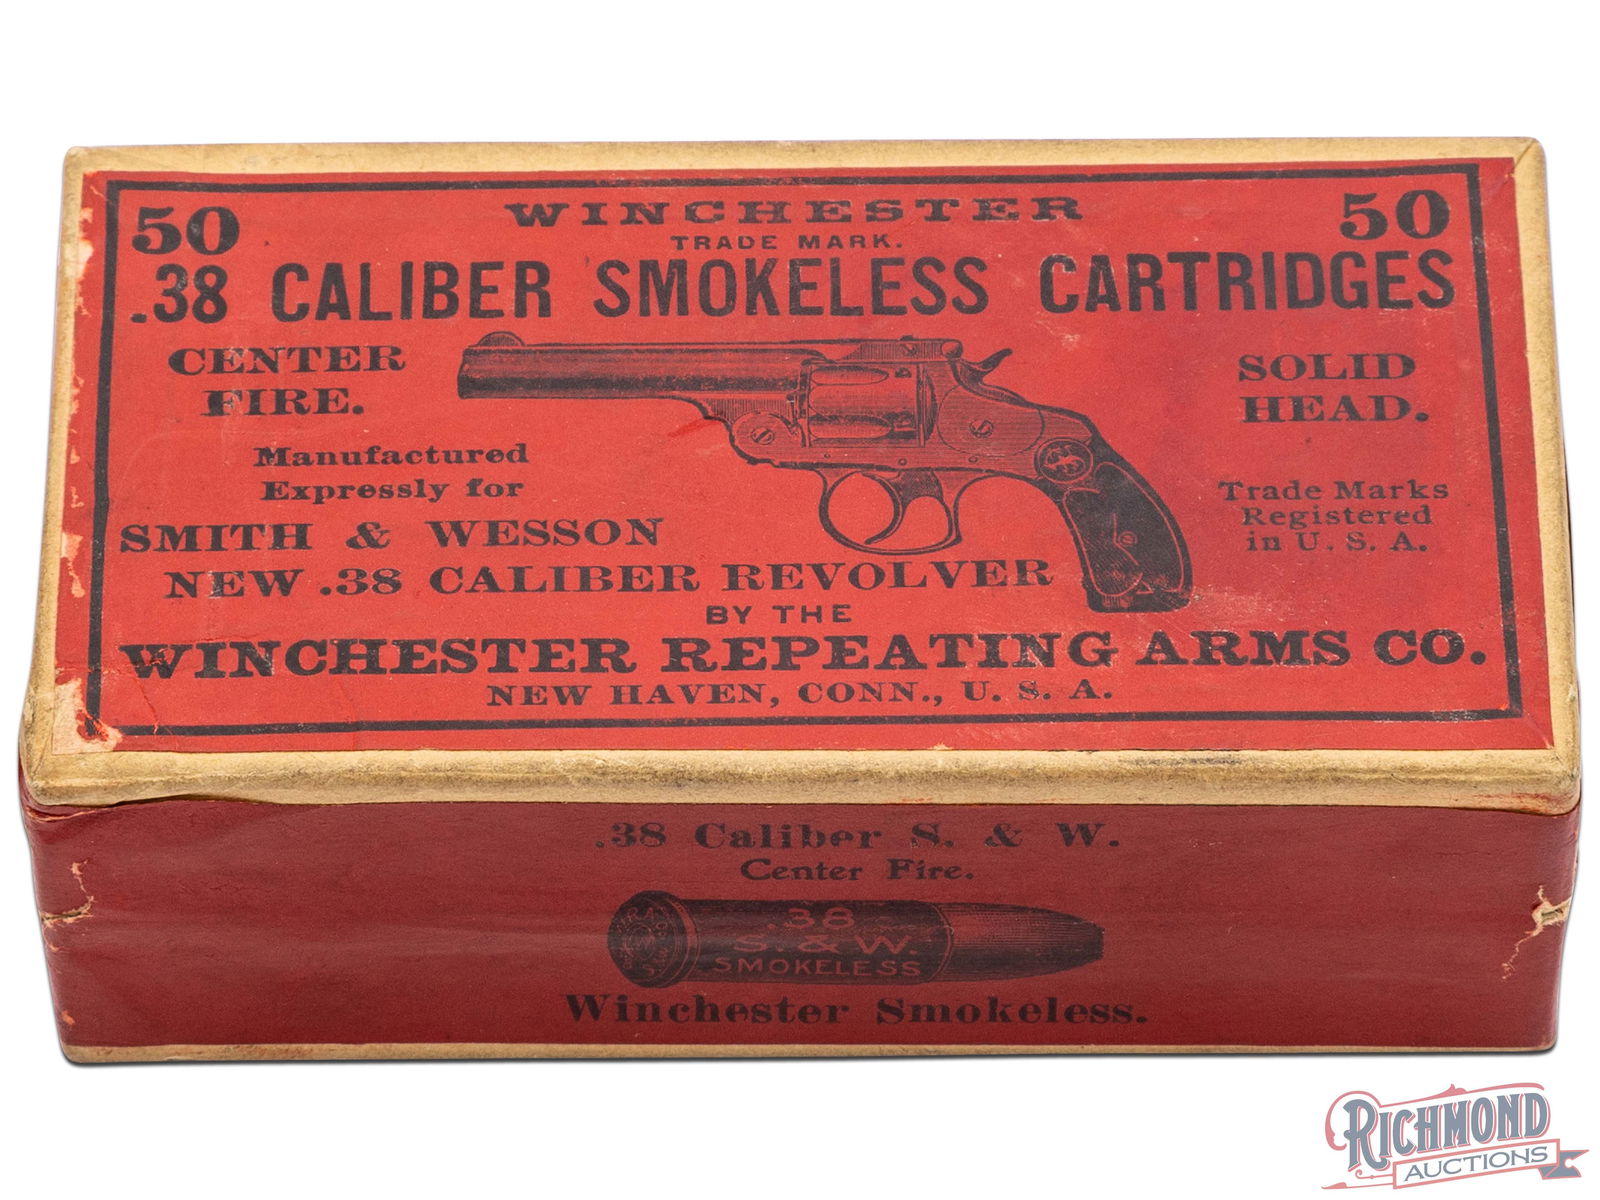 50 WINCHESTER 50
TRADE MARK.
.38 CALIBER SMOKELESS CARTRIDGES
CENTER
FIRE.
SOLID
HEAD.
Manufactured
Expressly for
Trade Marks
Registered
in U. S. A.
SMITH & WESSON
NEW .38 CALIBER REVOLVER
BY THE
WINCHESTER REPEATING ARMS CO.
NEW HAVEN, CONN., U. S. A.
.38 Caliber S. & W.
Center Fire.
.38
S. & W.
SMOKELESS
Winchester Smokeless.
RICHMOND
AUCTIONS